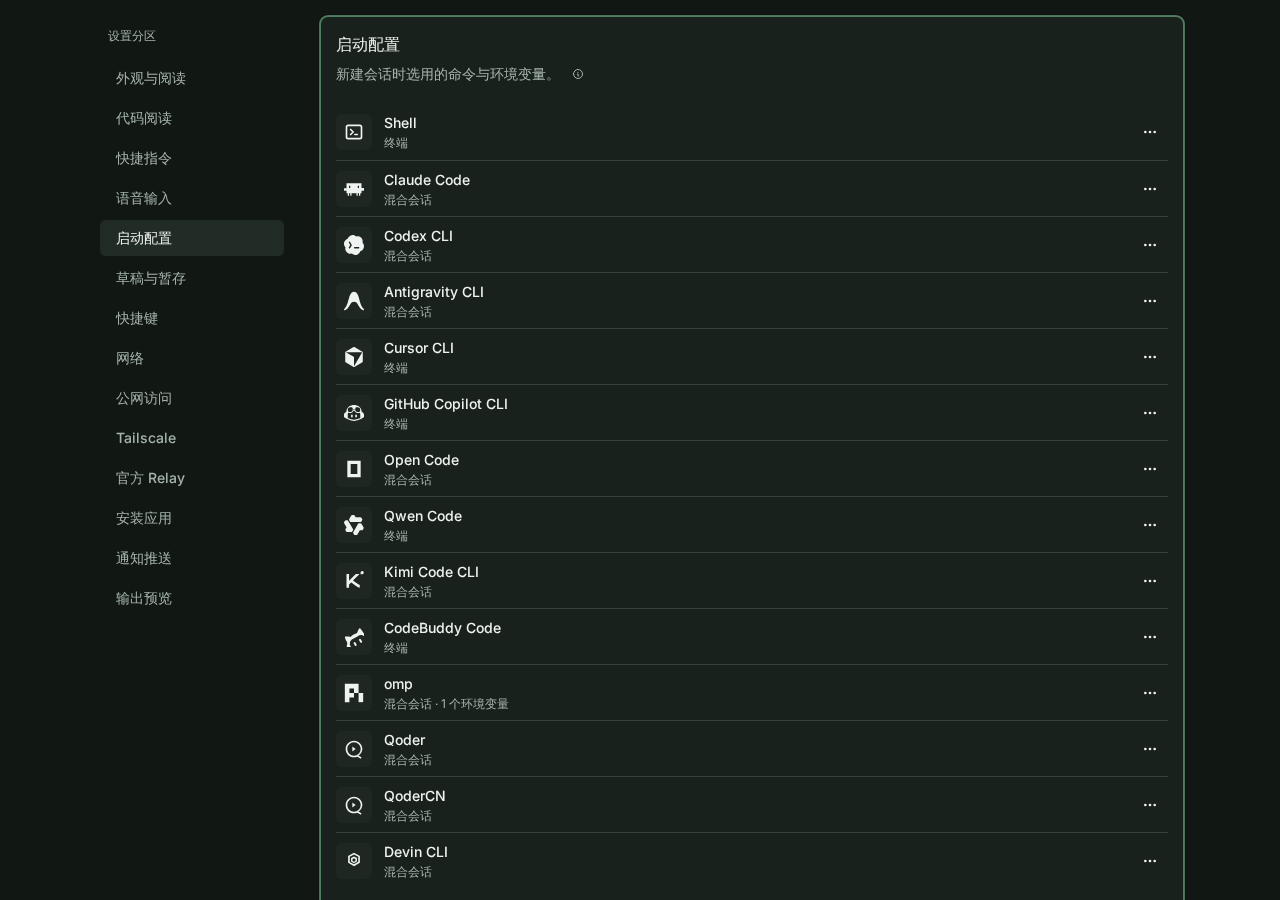 设置分区
外观与阅读
代码阅读
快捷指令
语音输入
启动配置
草稿与暂存
快捷键
网络
公网访问
Tailscale
官方 Relay
安装应用
通知推送
输出预览
启动配置
新建会话时选用的命令与环境变量。
Shell
终端
Claude Code
混合会话
Codex CLI
混合会话
Antigravity CLI
混合会话
Cursor CLI
终端
GitHub Copilot CLI
终端
Open Code
混合会话
Qwen Code
终端
Kimi Code CLI
混合会话
CodeBuddy Code
终端
omp
混合会话 · 1 个环境变量
Qoder
混合会话
QoderCN
混合会话
Devin CLI
混合会话